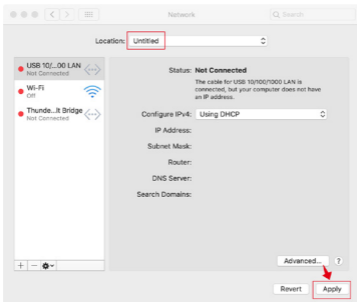 Network
Search
Location: Untitled
USB 10/...00 LAN
Not Connected
Wi-Fi
Off
Thunde...lt Bridge
Not Connected
Status: Not Connected
The cable for USB 10/100/1000 LAN is
connected, but your computer does not have
an IP address.
Configure IPv4: Using DHCP
IP Address:
Subnet Mask:
Router:
DNS Server:
Search Domains:
Advanced... ?
Revert Apply